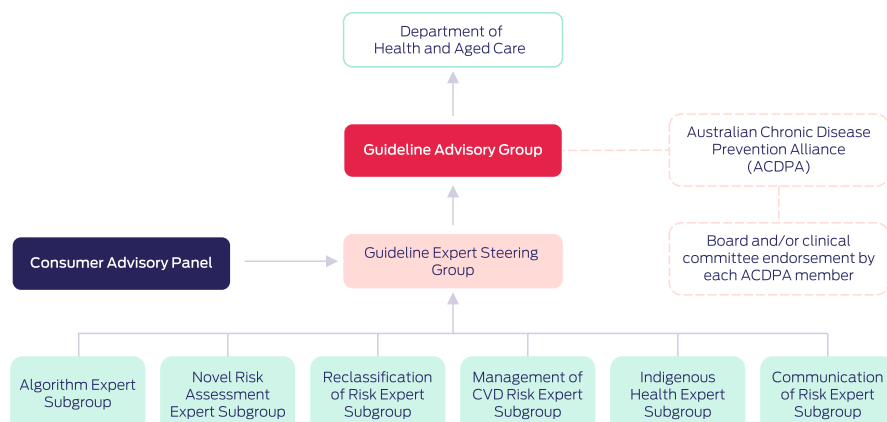 Department of
Health and Aged Care
Guideline Advisory Group
Australian Chronic Disease
Prevention Alliance
(ACDPA)
Consumer Advisory Panel
Guideline Expert Steering
Group
Board and/or clinical
committee endorsement by
each ACDPA member
Algorithm Expert
Subgroup
Novel Risk
Assessment
Expert Subgroup
Reclassification
of Risk Expert
Subgroup
Management of
CVD Risk Expert
Subgroup
Indigenous
Health Expert
Subgroup
Communication
of Risk Expert
Subgroup